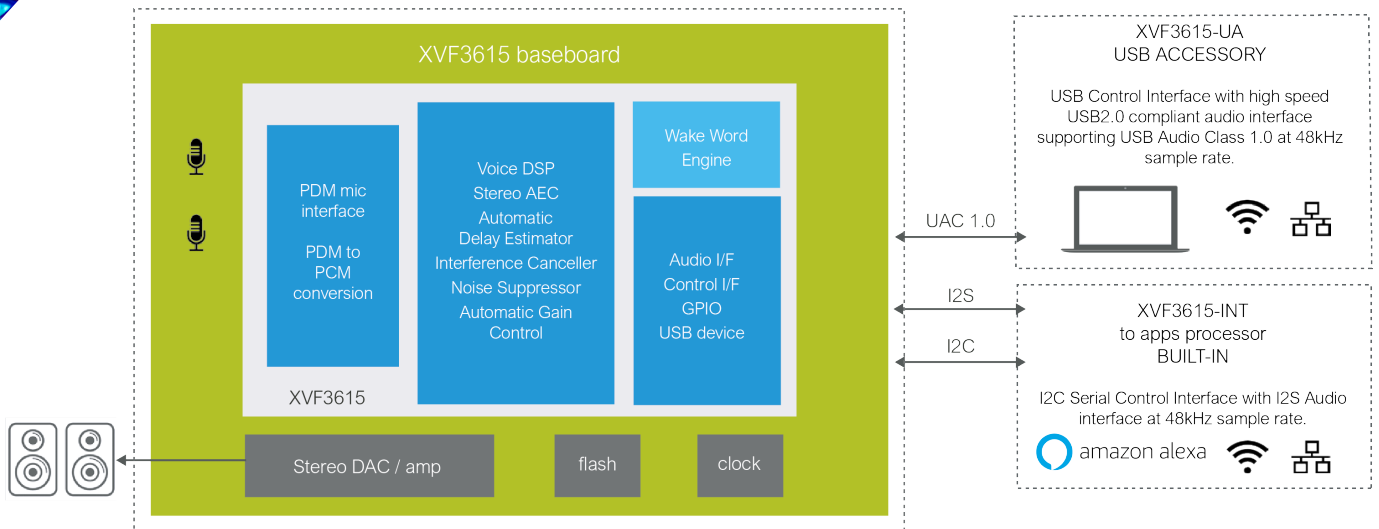 XVF3615 baseboard
PDM mic
interface
PDM to
PCM
conversion
XVF3615
Voice DSP
Stereo AEC
Automatic
Delay Estimator
Interference Canceller
Noise Suppressor
Automatic Gain
Control
Wake Word
Engine
Audio I/F
Control I/F
GPIO
USB device
Stereo DAC / amp
flash
clock
UAC 1.0
I2S
I2C
XVF3615-UA
USB ACCESSORY
USB Control Interface with high speed
USB2.0 compliant audio interface
supporting USB Audio Class 1.0 at 48kHz
sample rate.
XVF3615-INT
to apps processor
BUILT-IN
I2C Serial Control Interface with I2S Audio
interface at 48kHz sample rate.
amazon alexa